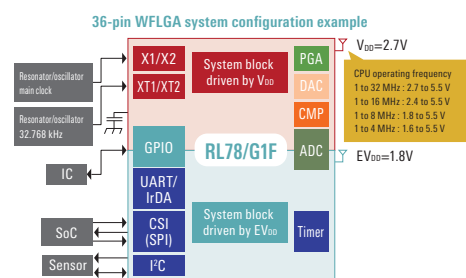 36-pin WFLGA system configuration example
Resonator/oscillator
main clock
Resonator/oscillator
32.768 kHz
IC
SoC
Sensor
X1/X2
XT1/XT2
GPIO
UART/
IrDA
CSI
(SPI)
I²C
System block
driven by VDD
RL78/G1F
System block
driven by EVDD
PGA
DAC
CMP
ADC
Timer
VDD=2.7V
CPU operating frequency
1 to 32 MHz : 2.7 to 5.5 V
1 to 16 MHz : 2.4 to 5.5 V
1 to 8 MHz : 1.8 to 5.5 V
1 to 4 MHz : 1.6 to 5.5 V
EVDD=1.8V